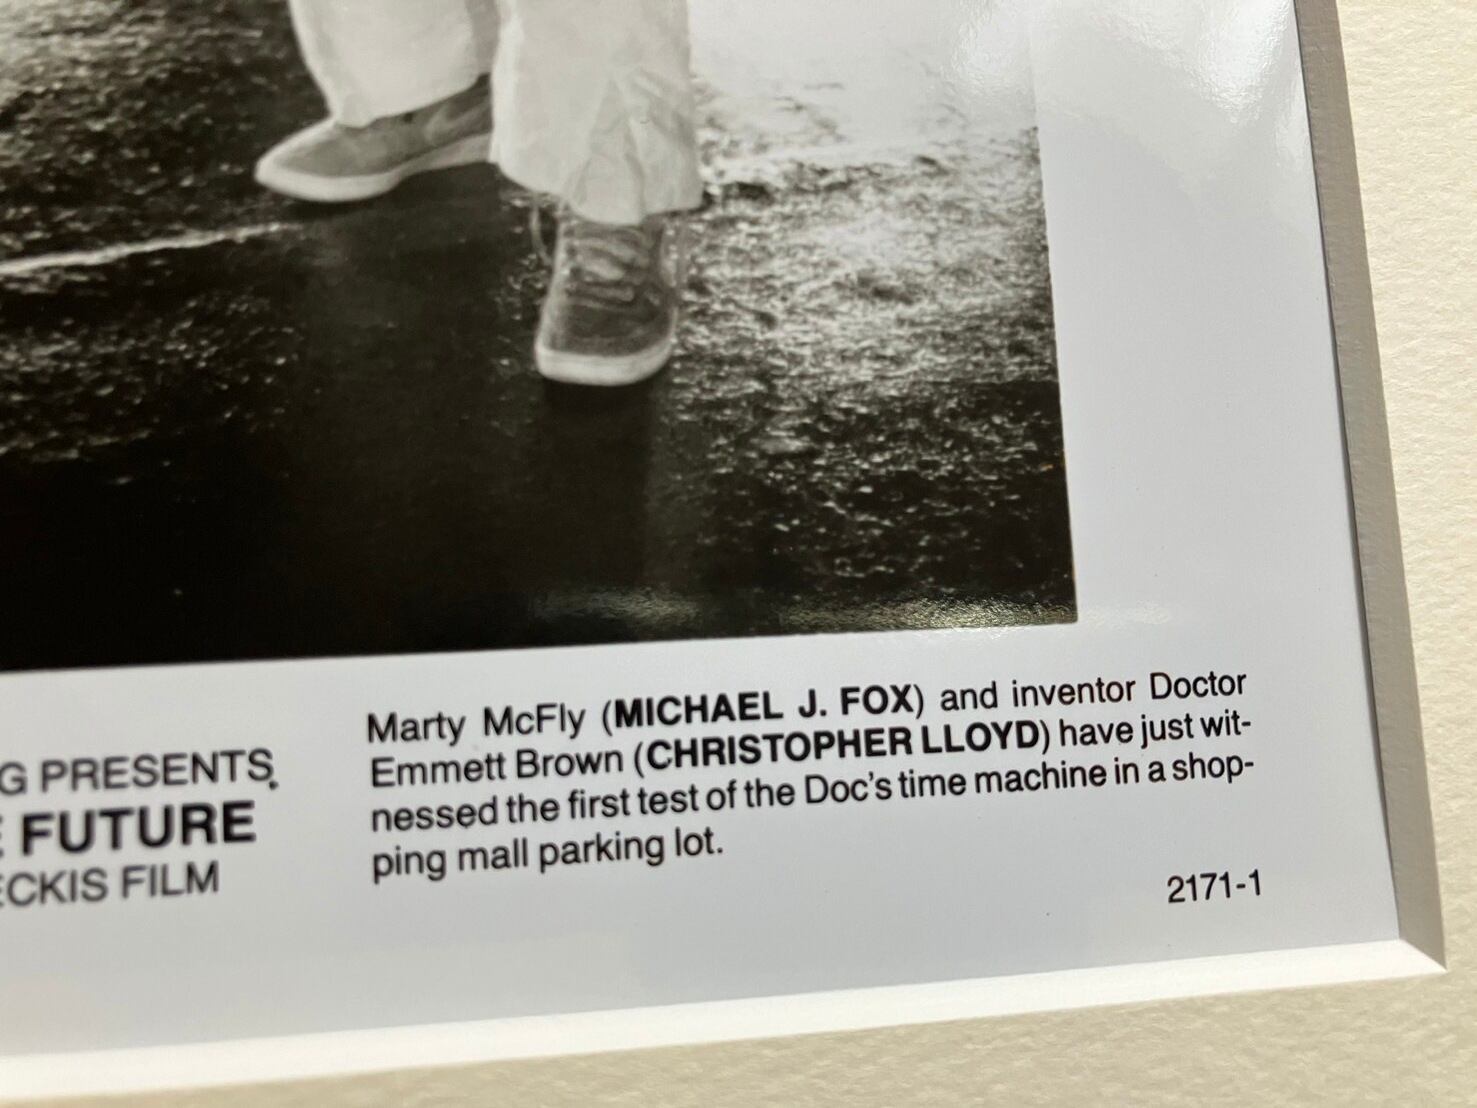 G PRESENTS
E FUTURE
ECKIS FILM
Marty McFly (MICHAEL J. FOX) and inventor Doctor
Emmett Brown (CHRISTOPHER LLOYD) have just wit-
nessed the first test of the Doc's time machine in a shop-
ping mall parking lot.
2171-1